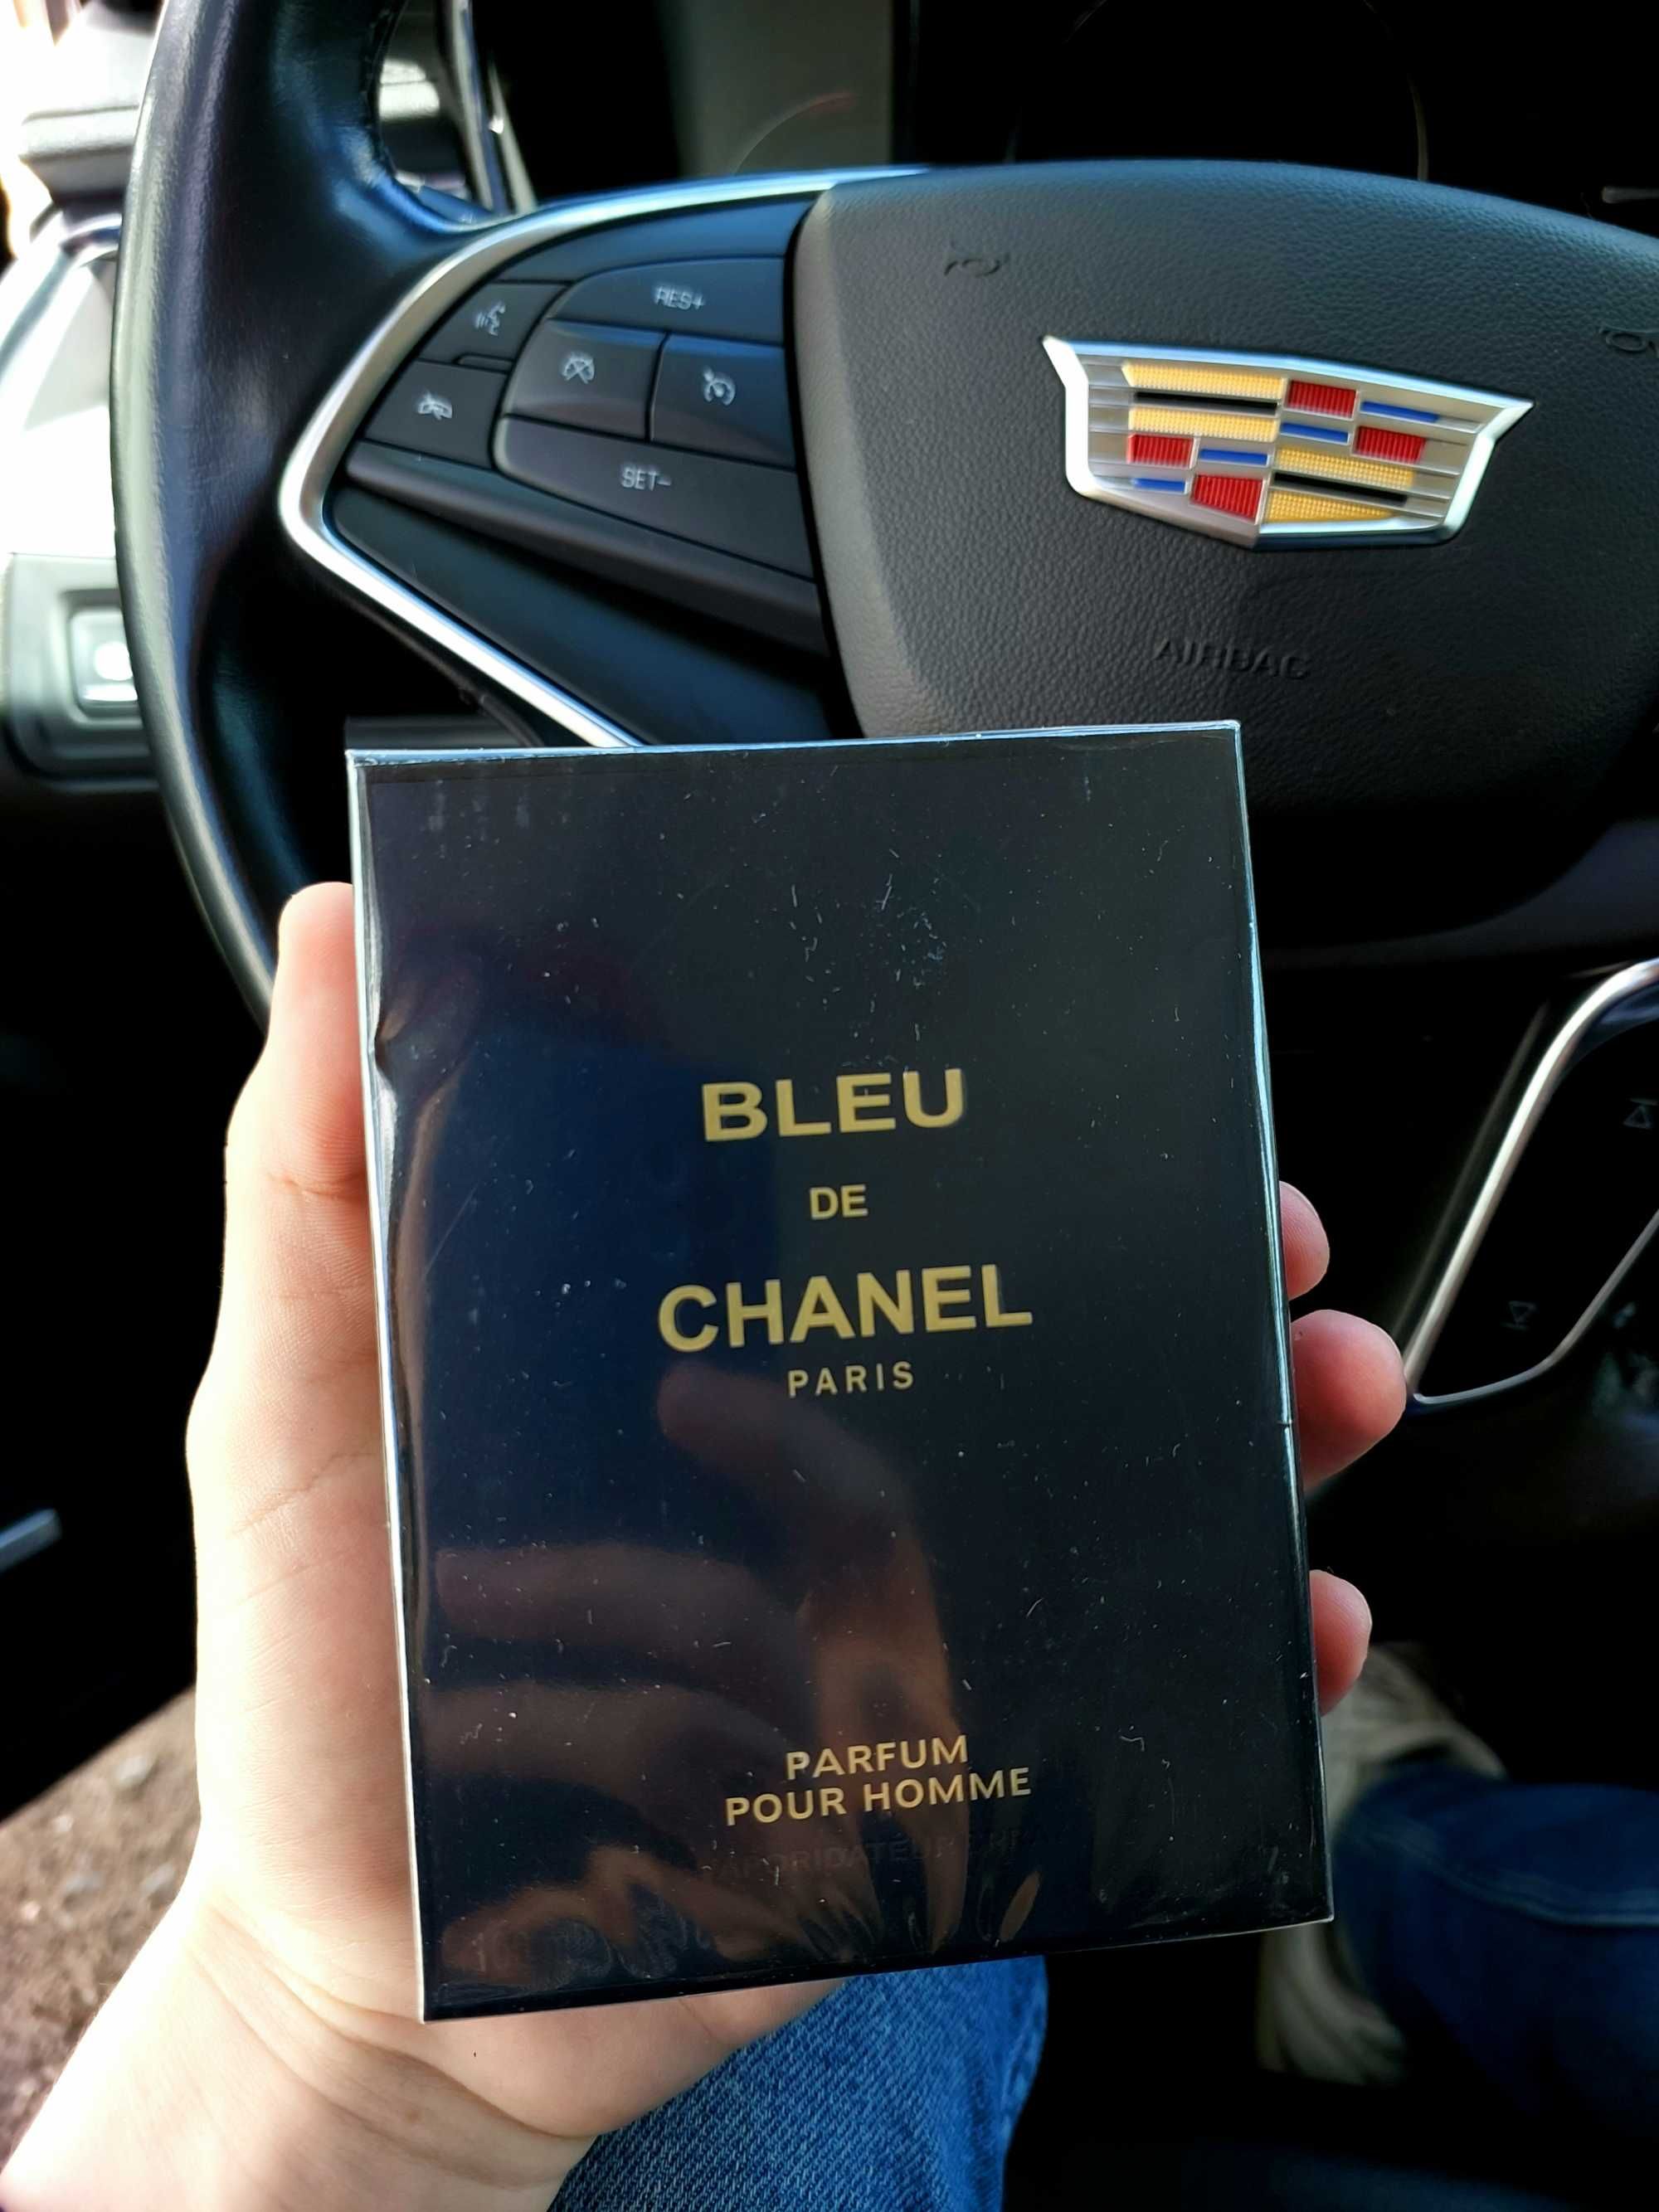 RES+
SET-
AIRBAG
BLEU
DE
CHANEL
PARIS
PARFUM
POUR HOMME